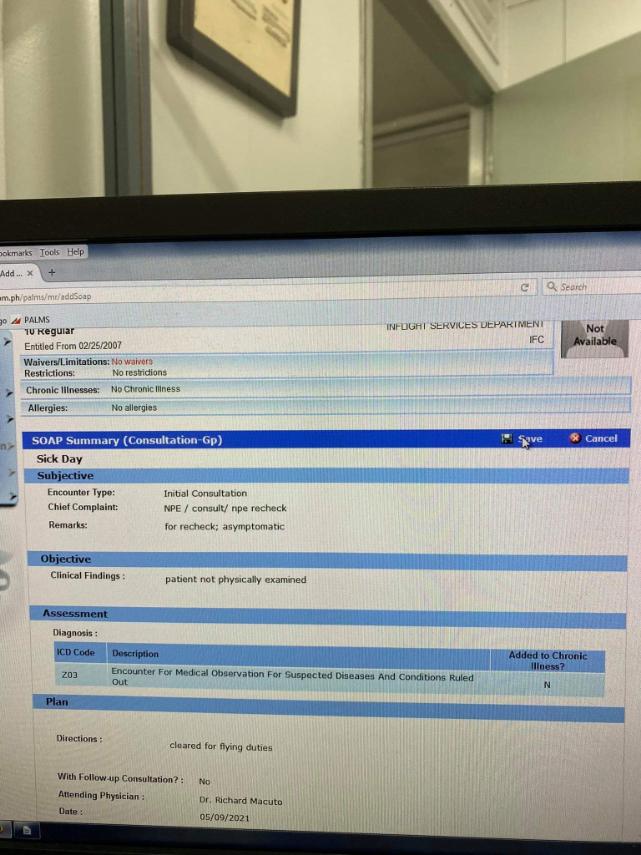 ookmarks Tools Help
Add ... × +
m.ph/palms/mr/addSoap
Search
go PALMS
10 Regular
INFLIGHT SERVICES DEPARTMENT
Entitled From 02/25/2007
IFC
Not
Available
Waivers/Limitations: No waivers
Restrictions: No restrictions
Chronic Illnesses: No Chronic Illness
Allergies: No allergies
SOAP Summary (Consultation-Gp) Save Cancel
Sick Day
Subjective
Encounter Type: Initial Consultation
Chief Complaint: NPE / consult/ npe recheck
Remarks: for recheck; asymptomatic
Objective
Clinical Findings : patient not physically examined
Assessment
Diagnosis :
ICD Code Description Added to Chronic
Illness?
Z03 Encounter For Medical Observation For Suspected Diseases And Conditions Ruled
Out N
Plan
Directions : cleared for flying duties
With Follow-up Consultation? : No
Attending Physician : Dr. Richard Macuto
Date : 05/09/2021